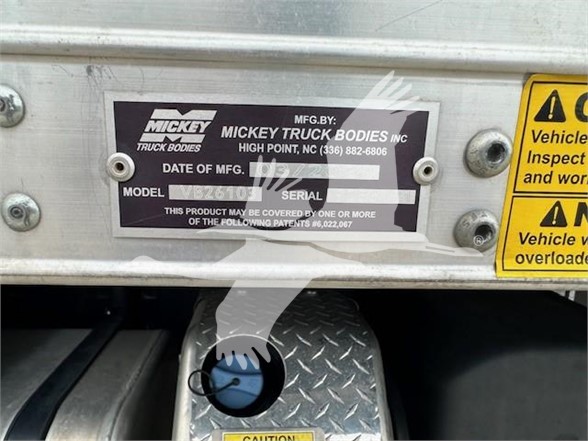 MICKEY
TRUCK BODIES
MFG.BY:
MICKEY TRUCK BODIES INC
HIGH POINT, NC (336) 882-6806
DATE OF MFG.
MODEL SERIAL
THIS PRODUCT MAY BE COVERED BY ONE OR MORE
OF THE FOLLOWING PATENTS #6,022,067
Vehicle
Inspect
and wor
Vehicle w
overloade
CAUTION